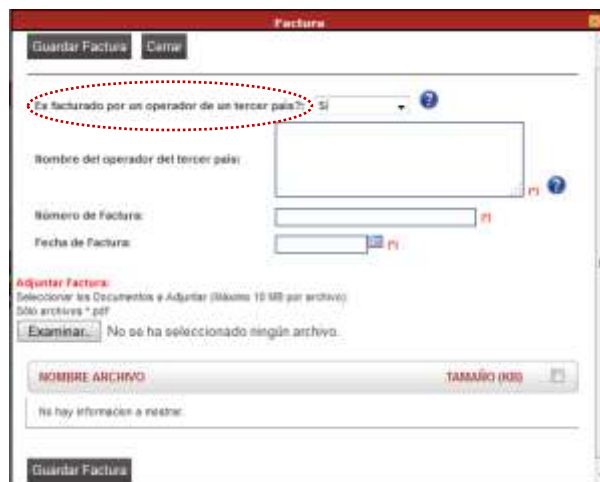 Factura
Guardar Factura Cerrar
Es facturado por un operador de un tercer país?: Si
Nombre del operador del tercer país:
(*)
Número de Factura: (*)
Fecha de Factura: (*)
Adjuntar Factura:
Seleccionar los Documentos a Adjuntar (Máximo 10 MB por archivo)
Sólo archivos *.pdf
Examinar... No se ha seleccionado ningún archivo.
NOMBRE ARCHIVO TAMAÑO (KB)
No hay informacion a mostrar.
Guardar Factura